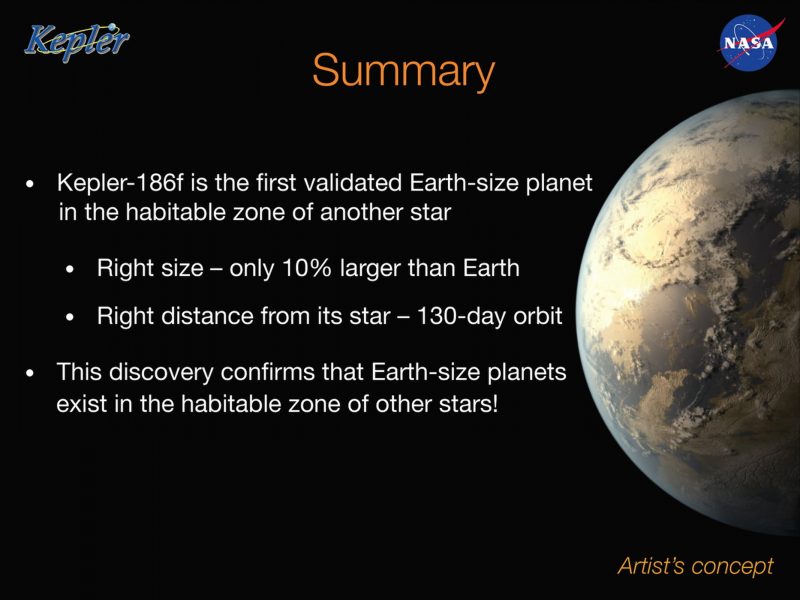 Kepler
NASA
Summary
• Kepler-186f is the first validated Earth-size planet
in the habitable zone of another star
• Right size – only 10% larger than Earth
• Right distance from its star – 130-day orbit
• This discovery confirms that Earth-size planets
exist in the habitable zone of other stars!
Artist's concept